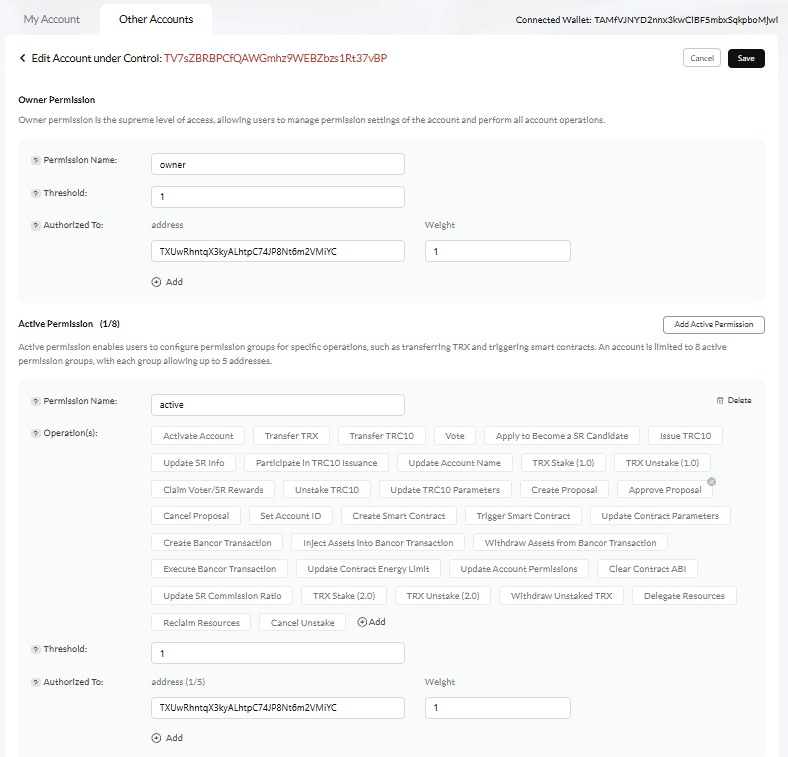 My Account Other Accounts Connected Wallet: TAMfVJNYD2nnx3kwClBF5mbxSqkpboMjwl
Edit Account under Control: TV7sZBRBPCfQAWGmhz9WEBZbzs1Rt37vBP Cancel Save
Owner Permission
Owner permission is the supreme level of access, allowing users to manage permission settings of the account and perform all account operations.
? Permission Name: owner
? Threshold: 1
? Authorized To: address Weight
TXUwRhntqX3kyALhtpC74JP8Nt6m2VMiYC 1
Add
Active Permission (1/8) Add Active Permission
Active permission enables users to configure permission groups for specific operations, such as transferring TRX and triggering smart contracts. An account is limited to 8 active
permission groups, with each group allowing up to 5 addresses.
? Permission Name: active Delete
? Operation(s): Activate Account Transfer TRX Transfer TRC10 Vote Apply to Become a SR Candidate Issue TRC10
Update SR Info Participate in TRC10 Issuance Update Account Name TRX Stake (1.0) TRX Unstake (1.0)
Claim Voter/SR Rewards Unstake TRC10 Update TRC10 Parameters Create Proposal Approve Proposal
Cancel Proposal Set Account ID Create Smart Contract Trigger Smart Contract Update Contract Parameters
Create Bancor Transaction Inject Assets into Bancor Transaction Withdraw Assets from Bancor Transaction
Execute Bancor Transaction Update Contract Energy Limit Update Account Permissions Clear Contract ABI
Update SR Commission Ratio TRX Stake (2.0) TRX Unstake (2.0) Withdraw Unstaked TRX Delegate Resources
Reclaim Resources Cancel Unstake Add
? Threshold: 1
? Authorized To: address (1/5) Weight
TXUwRhntqX3kyALhtpC74JP8Nt6m2VMiYC 1
Add